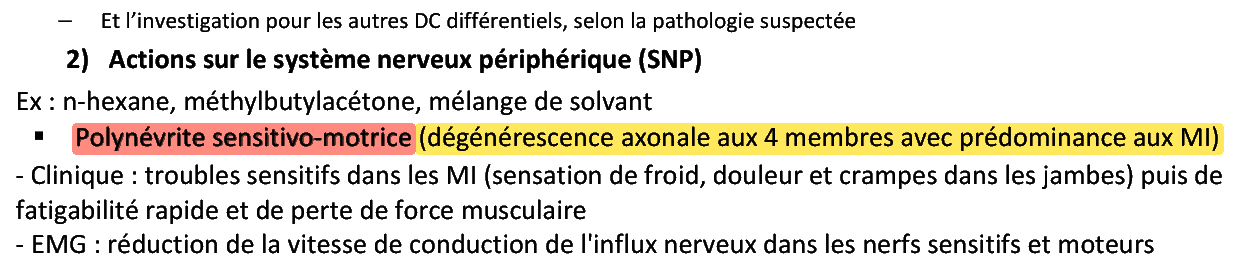 – Et l’investigation pour les autres DC différentiels, selon la pathologie suspectée
2) Actions sur le système nerveux périphérique (SNP)
Ex : n-hexane, méthylbutylacétone, mélange de solvant
▪ Polynévrite sensitivo-motrice (dégénérescence axonale aux 4 membres avec prédominance aux MI)
- Clinique : troubles sensitifs dans les MI (sensation de froid, douleur et crampes dans les jambes) puis de
fatigabilité rapide et de perte de force musculaire
- EMG : réduction de la vitesse de conduction de l'influx nerveux dans les nerfs sensitifs et moteurs